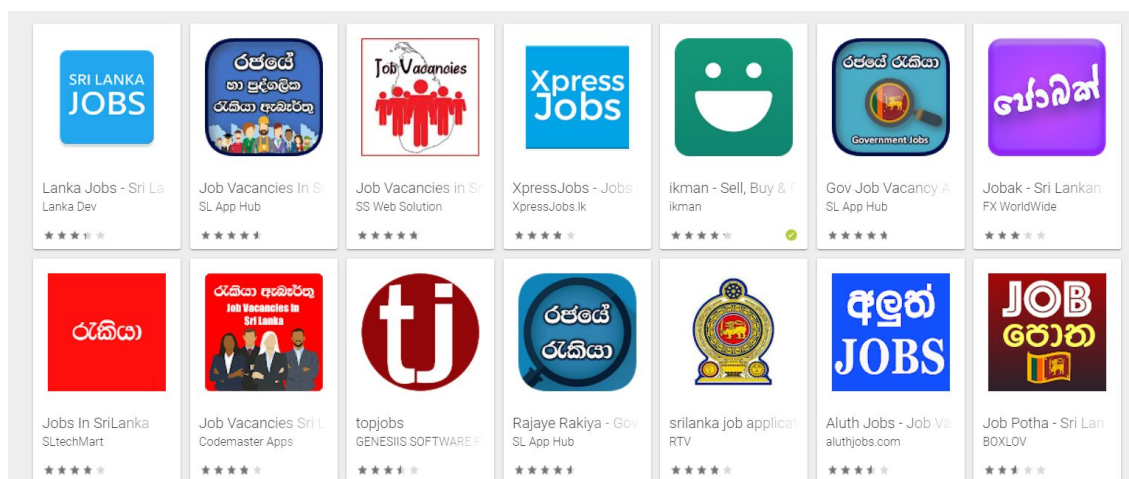 SRI LANKA
JOBS
රජයේ
හා පුද්ගලික
රැකියා ඇබෑර්තු
Job Vacancies
Xpress
Jobs
රජයේ රැකියා
Government Jobs
ජොබක්
Lanka Jobs - Sri La
Lanka Dev
Job Vacancies In Sr
SL App Hub
Job Vacancies in Sr
SS Web Solution
XpressJobs - Jobs
XpressJobs.lk
ikman - Sell, Buy &
ikman
Gov Job Vacancy A
SL App Hub
Jobak - Sri Lankan
FX WorldWide
රැකියා
රැකියා ඇබෑර්තු
Job Vacancies In
Sri Lanka
tj
රජයේ
රැකියා
අලුත්
JOBS
JOB
පොත
Jobs In SriLanka
SLtechMart
Job Vacancies Sri L
Codemaster Apps
topjobs
GENESIIS SOFTWARE
Rajaye Rakiya - Gov
SL App Hub
srilanka job applicat
RTV
Aluth Jobs - Job Va
aluthjobs.com
Job Potha - Sri Lan
BOXLOV